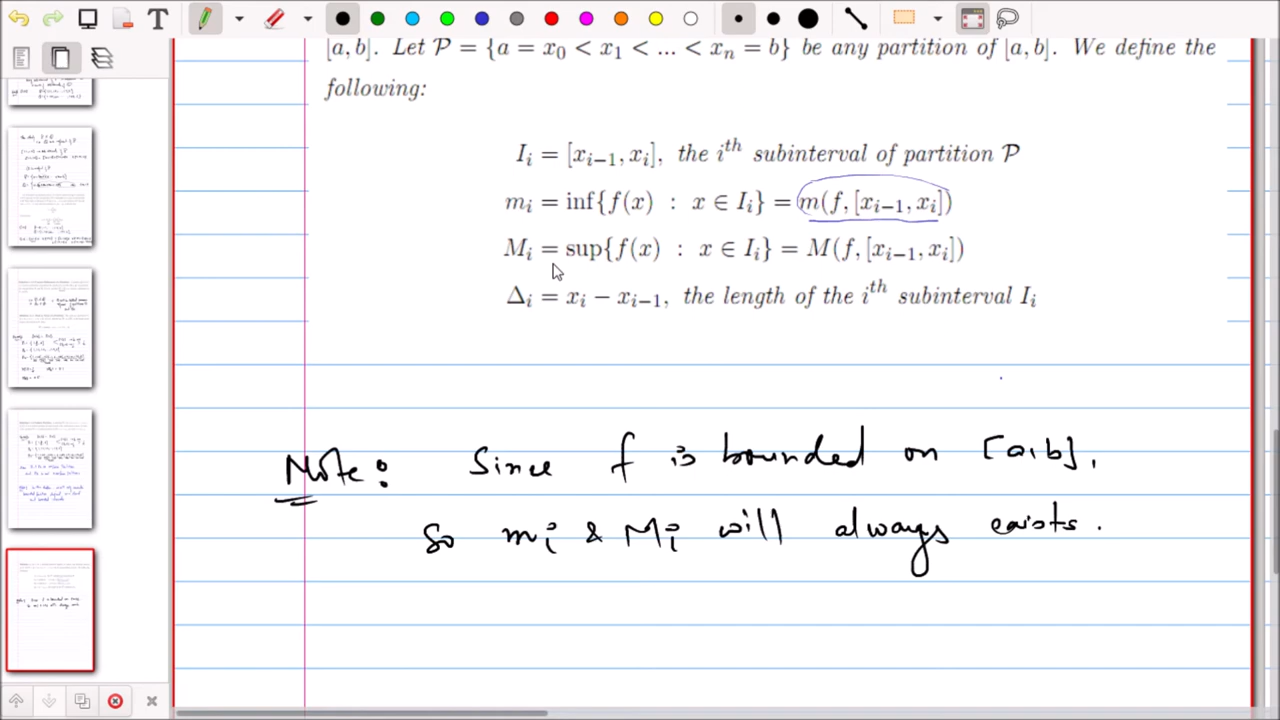 [a, b]. Let P = {a = x₀ < x₁ < ... < xₙ = b} be any partition of [a, b]. We define the
following:
Iᵢ = [xᵢ₋₁, xᵢ], the iᵗʰ subinterval of partition P
mᵢ = inf{f(x) : x ∈ Iᵢ} = m(f, [xᵢ₋₁, xᵢ])
Mᵢ = sup{f(x) : x ∈ Iᵢ} = M(f, [xᵢ₋₁, xᵢ])
Δᵢ = xᵢ − xᵢ₋₁, the length of the iᵗʰ subinterval Iᵢ
Note: Since f is bounded on [a,b],
So mᵢ & Mᵢ will always exists.